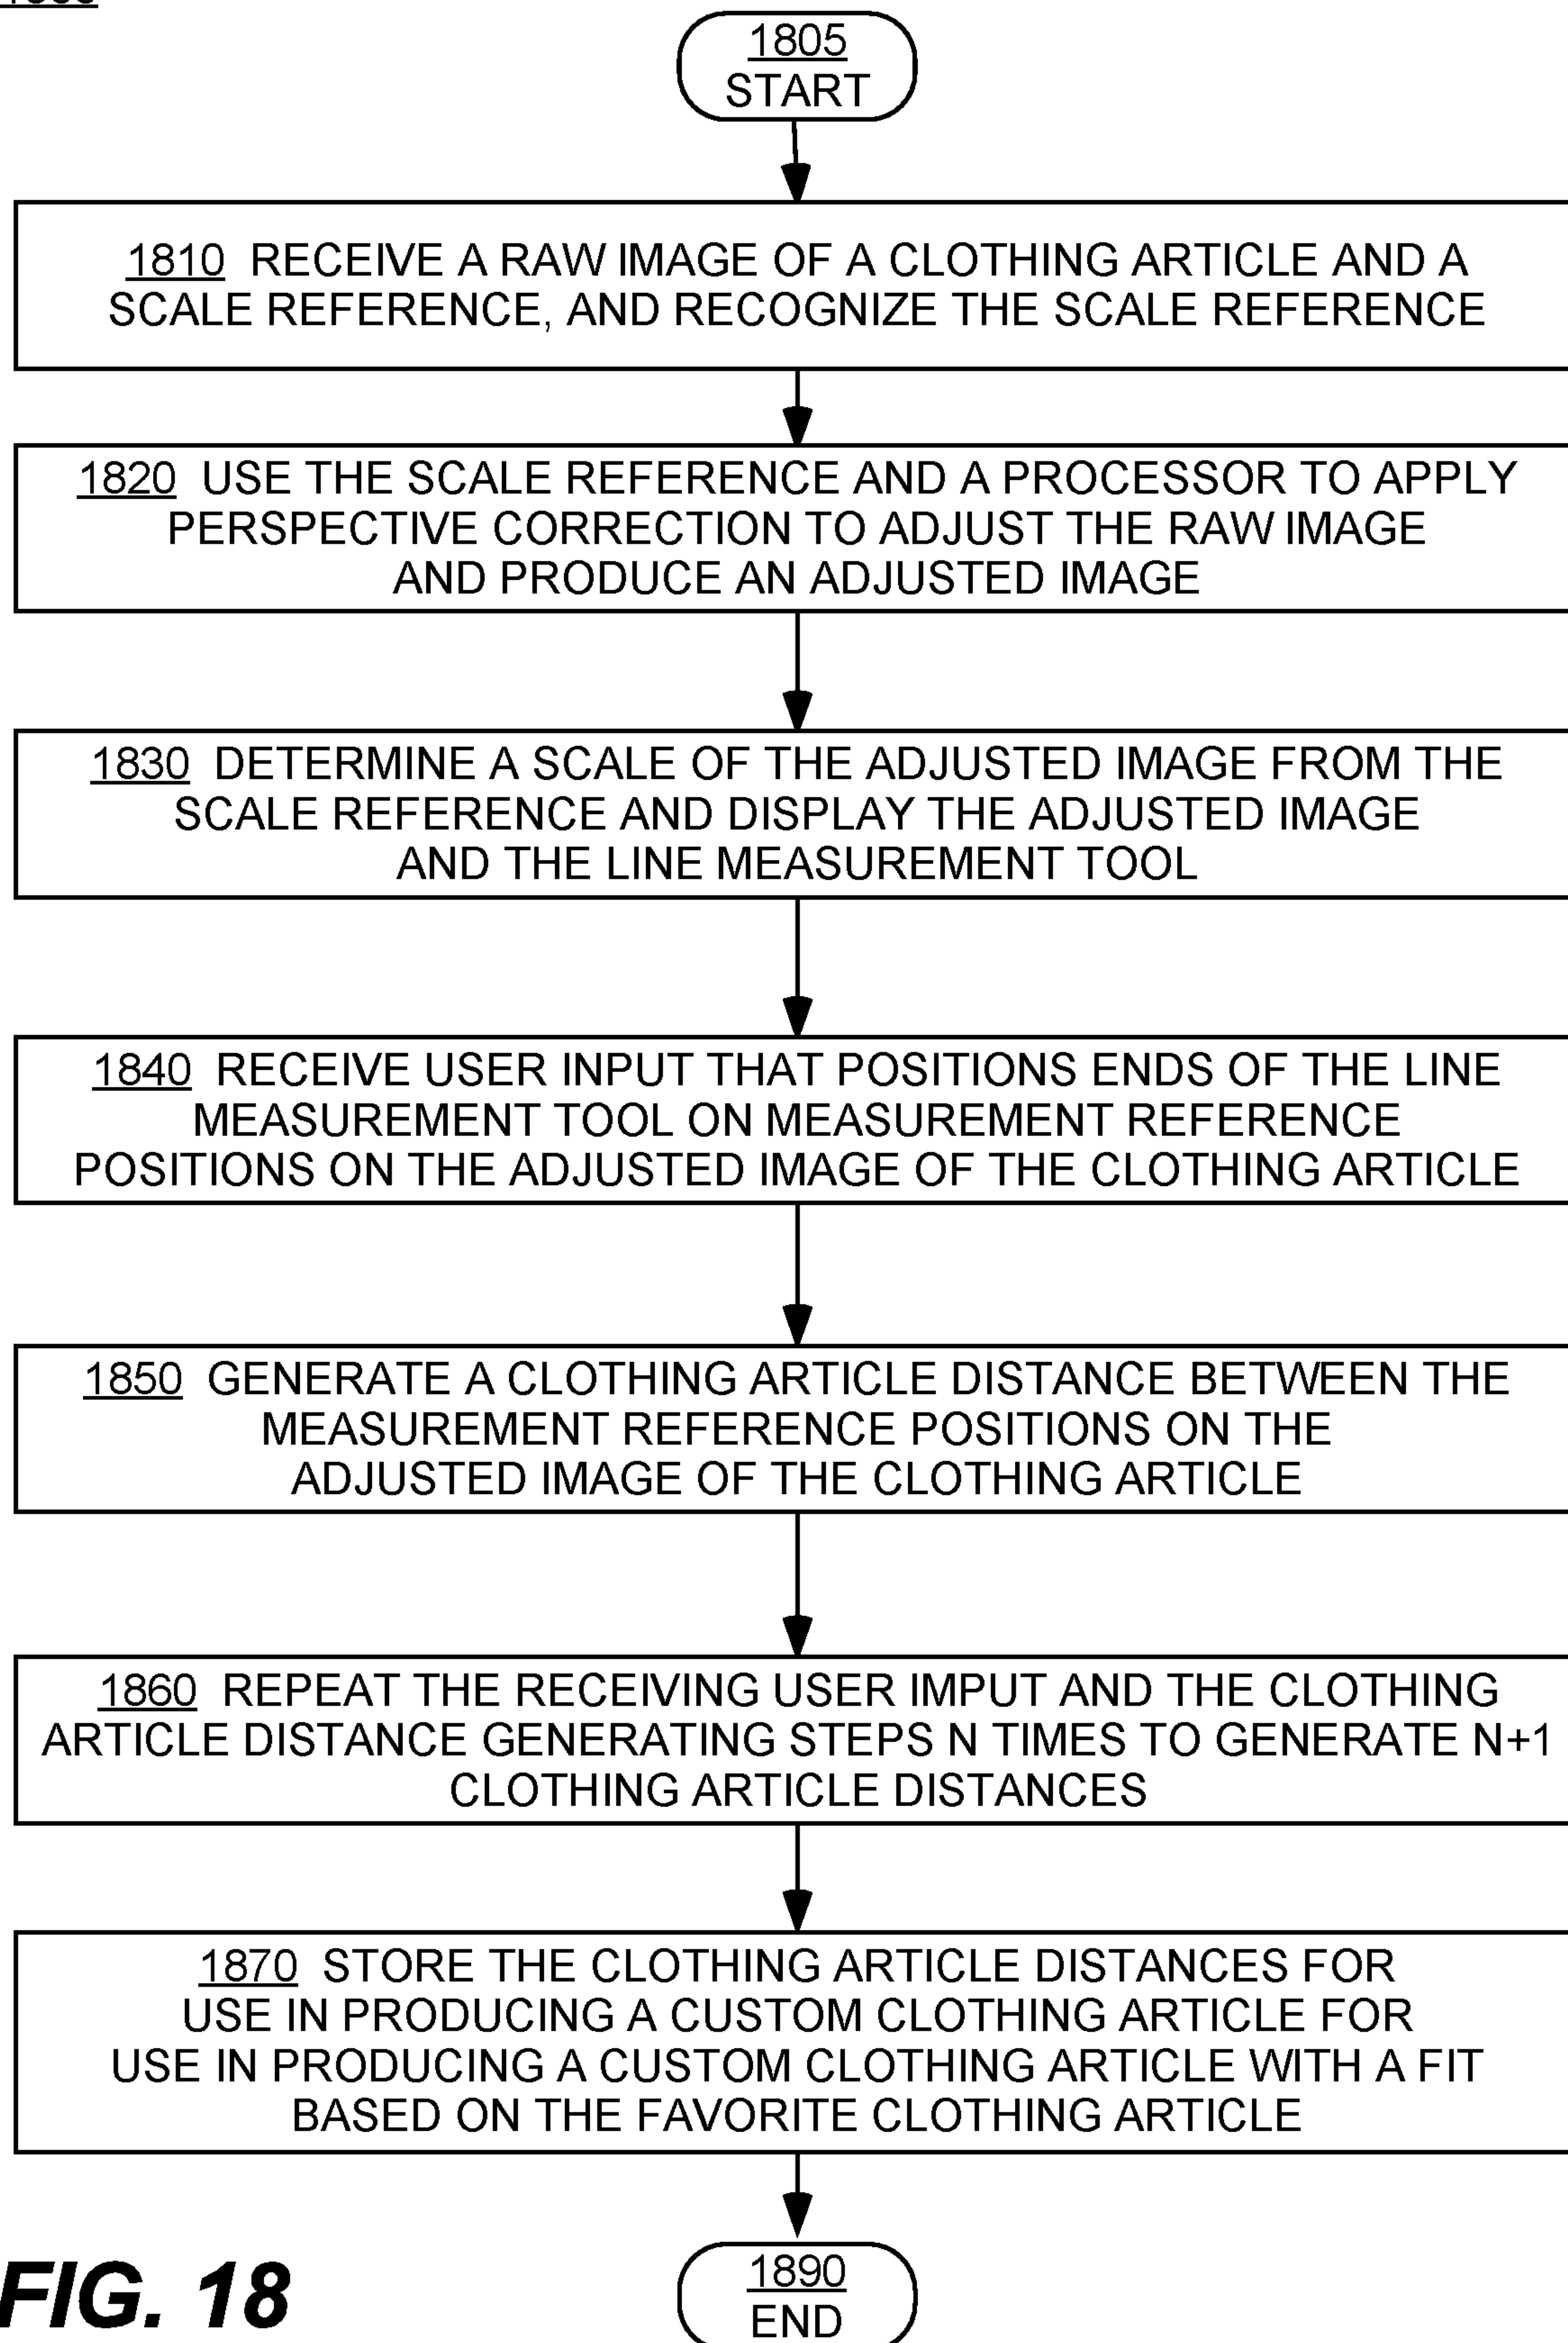 1805
START
1810 RECEIVE A RAW IMAGE OF A CLOTHING ARTICLE AND A
SCALE REFERENCE, AND RECOGNIZE THE SCALE REFERENCE
1820 USE THE SCALE REFERENCE AND A PROCESSOR TO APPLY
PERSPECTIVE CORRECTION TO ADJUST THE RAW IMAGE
AND PRODUCE AN ADJUSTED IMAGE
1830 DETERMINE A SCALE OF THE ADJUSTED IMAGE FROM THE
SCALE REFERENCE AND DISPLAY THE ADJUSTED IMAGE
AND THE LINE MEASUREMENT TOOL
1840 RECEIVE USER INPUT THAT POSITIONS ENDS OF THE LINE
MEASUREMENT TOOL ON MEASUREMENT REFERENCE
POSITIONS ON THE ADJUSTED IMAGE OF THE CLOTHING ARTICLE
1850 GENERATE A CLOTHING ARTICLE DISTANCE BETWEEN THE
MEASUREMENT REFERENCE POSITIONS ON THE
ADJUSTED IMAGE OF THE CLOTHING ARTICLE
1860 REPEAT THE RECEIVING USER IMPUT AND THE CLOTHING
ARTICLE DISTANCE GENERATING STEPS N TIMES TO GENERATE N+1
CLOTHING ARTICLE DISTANCES
1870 STORE THE CLOTHING ARTICLE DISTANCES FOR
USE IN PRODUCING A CUSTOM CLOTHING ARTICLE FOR
USE IN PRODUCING A CUSTOM CLOTHING ARTICLE WITH A FIT
BASED ON THE FAVORITE CLOTHING ARTICLE
1890
END
FIG. 18